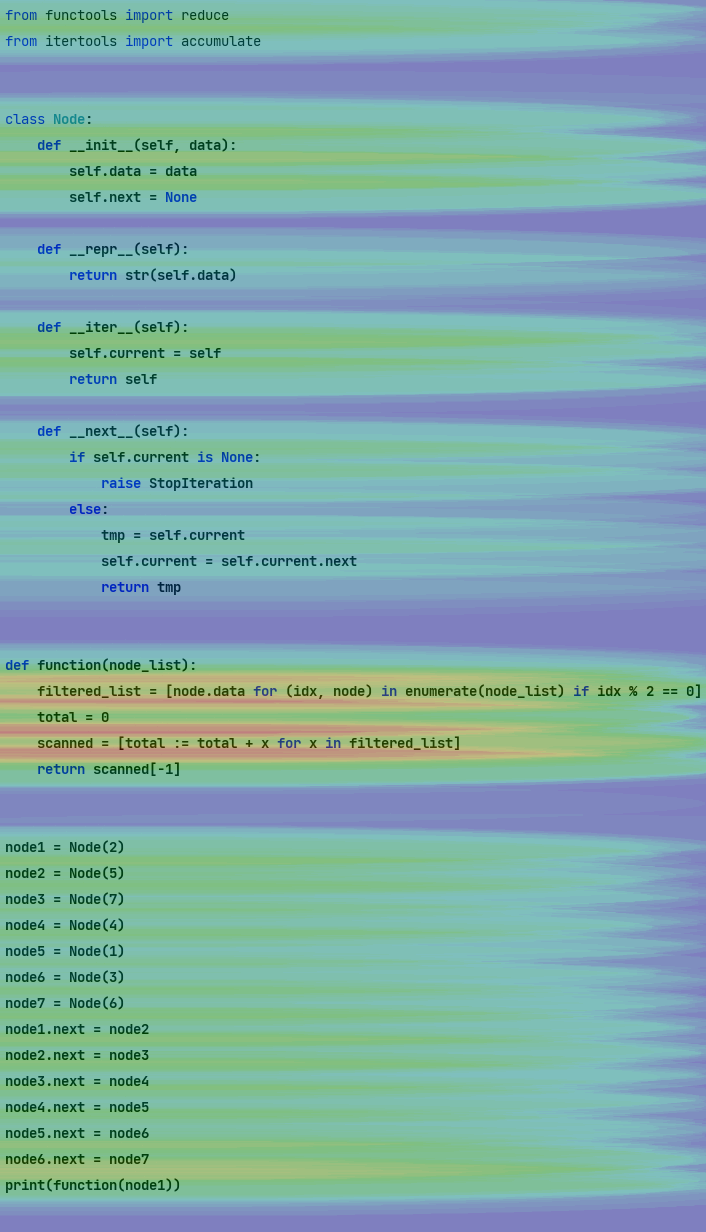 from functools import reduce
from itertools import accumulate
class Node:
    def __init__(self, data):
        self.data = data
        self.next = None
    def __repr__(self):
        return str(self.data)
    def __iter__(self):
        self.current = self
        return self
    def __next__(self):
        if self.current is None:
            raise StopIteration
        else:
            tmp = self.current
            self.current = self.current.next
            return tmp
def function(node_list):
    filtered_list = [node.data for (idx, node) in enumerate(node_list) if idx % 2 == 0]
    total = 0
    scanned = [total := total + x for x in filtered_list]
    return scanned[-1]
node1 = Node(2)
node2 = Node(5)
node3 = Node(7)
node4 = Node(4)
node5 = Node(1)
node6 = Node(3)
node7 = Node(6)
node1.next = node2
node2.next = node3
node3.next = node4
node4.next = node5
node5.next = node6
node6.next = node7
print(function(node1))